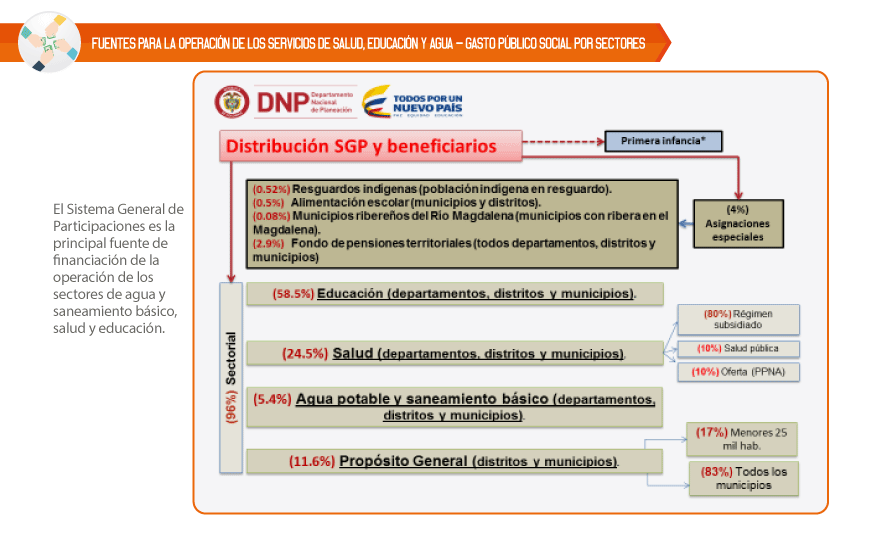 FUENTES PARA LA OPERACIÓN DE LOS SERVICIOS DE SALUD, EDUCACIÓN Y AGUA – GASTO PÚBLICO SOCIAL POR SECTORES
El Sistema General de
Participaciones es la
principal fuente de
financiación de la
operación de los
sectores de agua y
saneamiento básico,
salud y educación.
DNP
Departamento
Nacional
de Planeación
TODOS POR UN
NUEVO PAÍS
PAZ EQUIDAD EDUCACIÓN
Distribución SGP y beneficiarios
Primera infancia*
(0.52%) Resguardos indígenas (población indígena en resguardo).
(0.5%) Alimentación escolar (municipios y distritos).
(0.08%) Municipios ribereños del Río Magdalena (municipios con ribera en el
Magdalena).
(2.9%) Fondo de pensiones territoriales (todos departamentos, distritos y
municipios)
(4%)
Asignaciones
especiales
(96%) Sectorial
(58.5%) Educación (departamentos, distritos y municipios).
(24.5%) Salud (departamentos, distritos y municipios).
(80%) Régimen
subsidiado
(10%) Salud pública
(10%) Oferta (PPNA)
(5.4%) Agua potable y saneamiento básico (departamentos,
distritos y municipios).
(11.6%) Propósito General (distritos y municipios).
(17%) Menores 25
mil hab.
(83%) Todos los
municipios